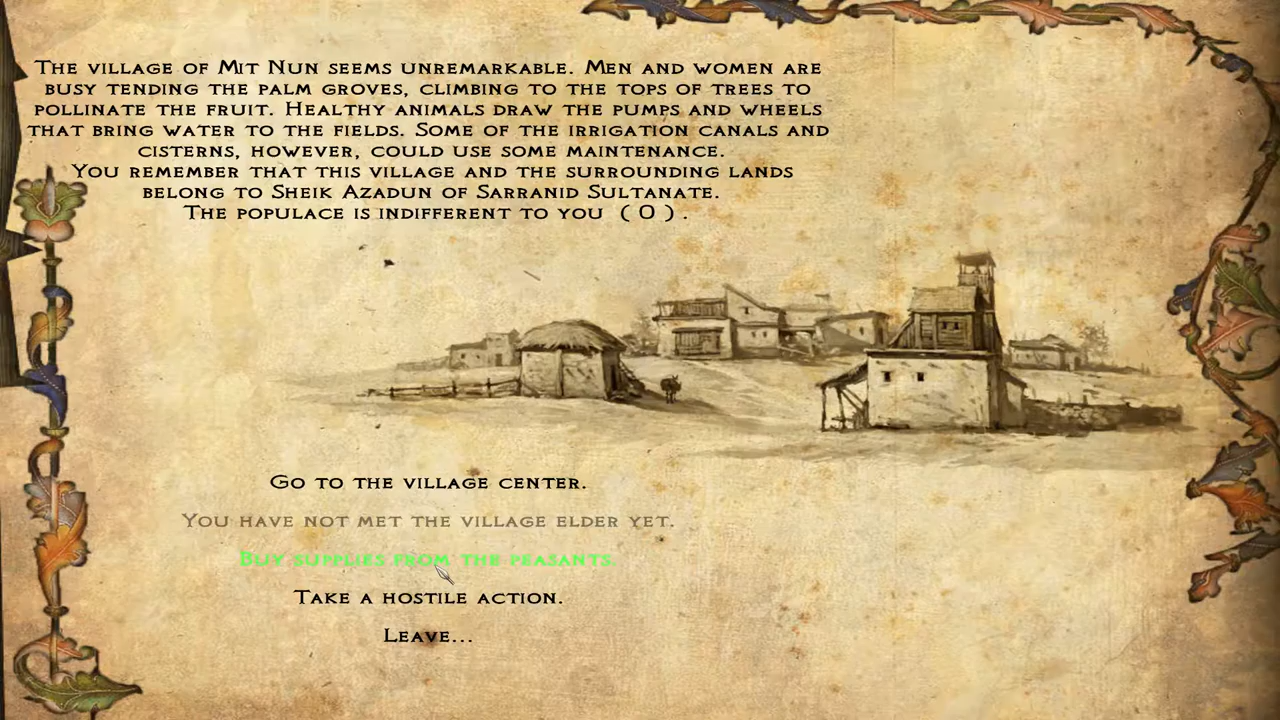 The village of Mit Nun seems unremarkable. Men and women are
busy tending the palm groves, climbing to the tops of trees to
pollinate the fruit. Healthy animals draw the pumps and wheels
that bring water to the fields. Some of the irrigation canals and
cisterns, however, could use some maintenance.
You remember that this village and the surrounding lands
belong to Sheik Azadun of Sarranid Sultanate.
The populace is indifferent to you (0).
Go to the village center.
You have not met the village elder yet.
Buy supplies from the peasants.
Take a hostile action.
Leave...